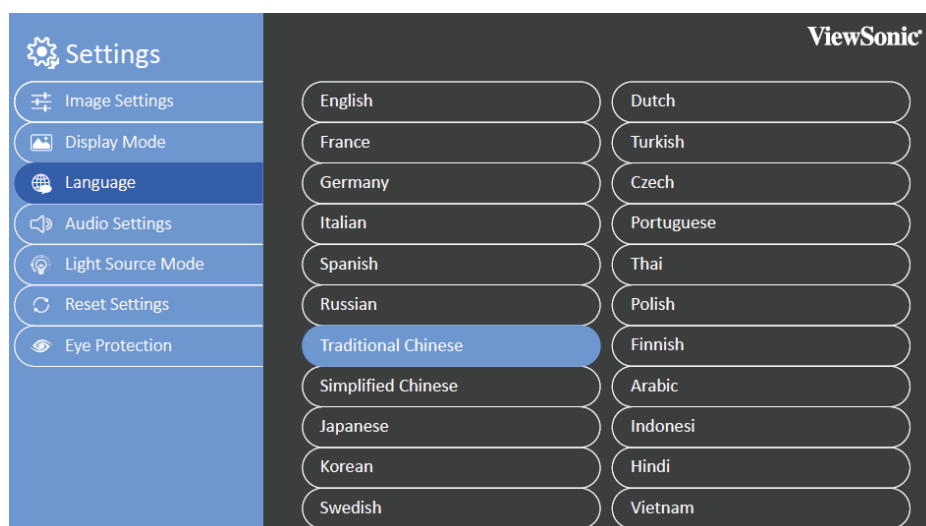 Settings
Image Settings
Display Mode
Language
Audio Settings
Light Source Mode
Reset Settings
Eye Protection
ViewSonic
English
France
Germany
Italian
Spanish
Russian
Traditional Chinese
Simplified Chinese
Japanese
Korean
Swedish
Dutch
Turkish
Czech
Portuguese
Thai
Polish
Finnish
Arabic
Indonesi
Hindi
Vietnam